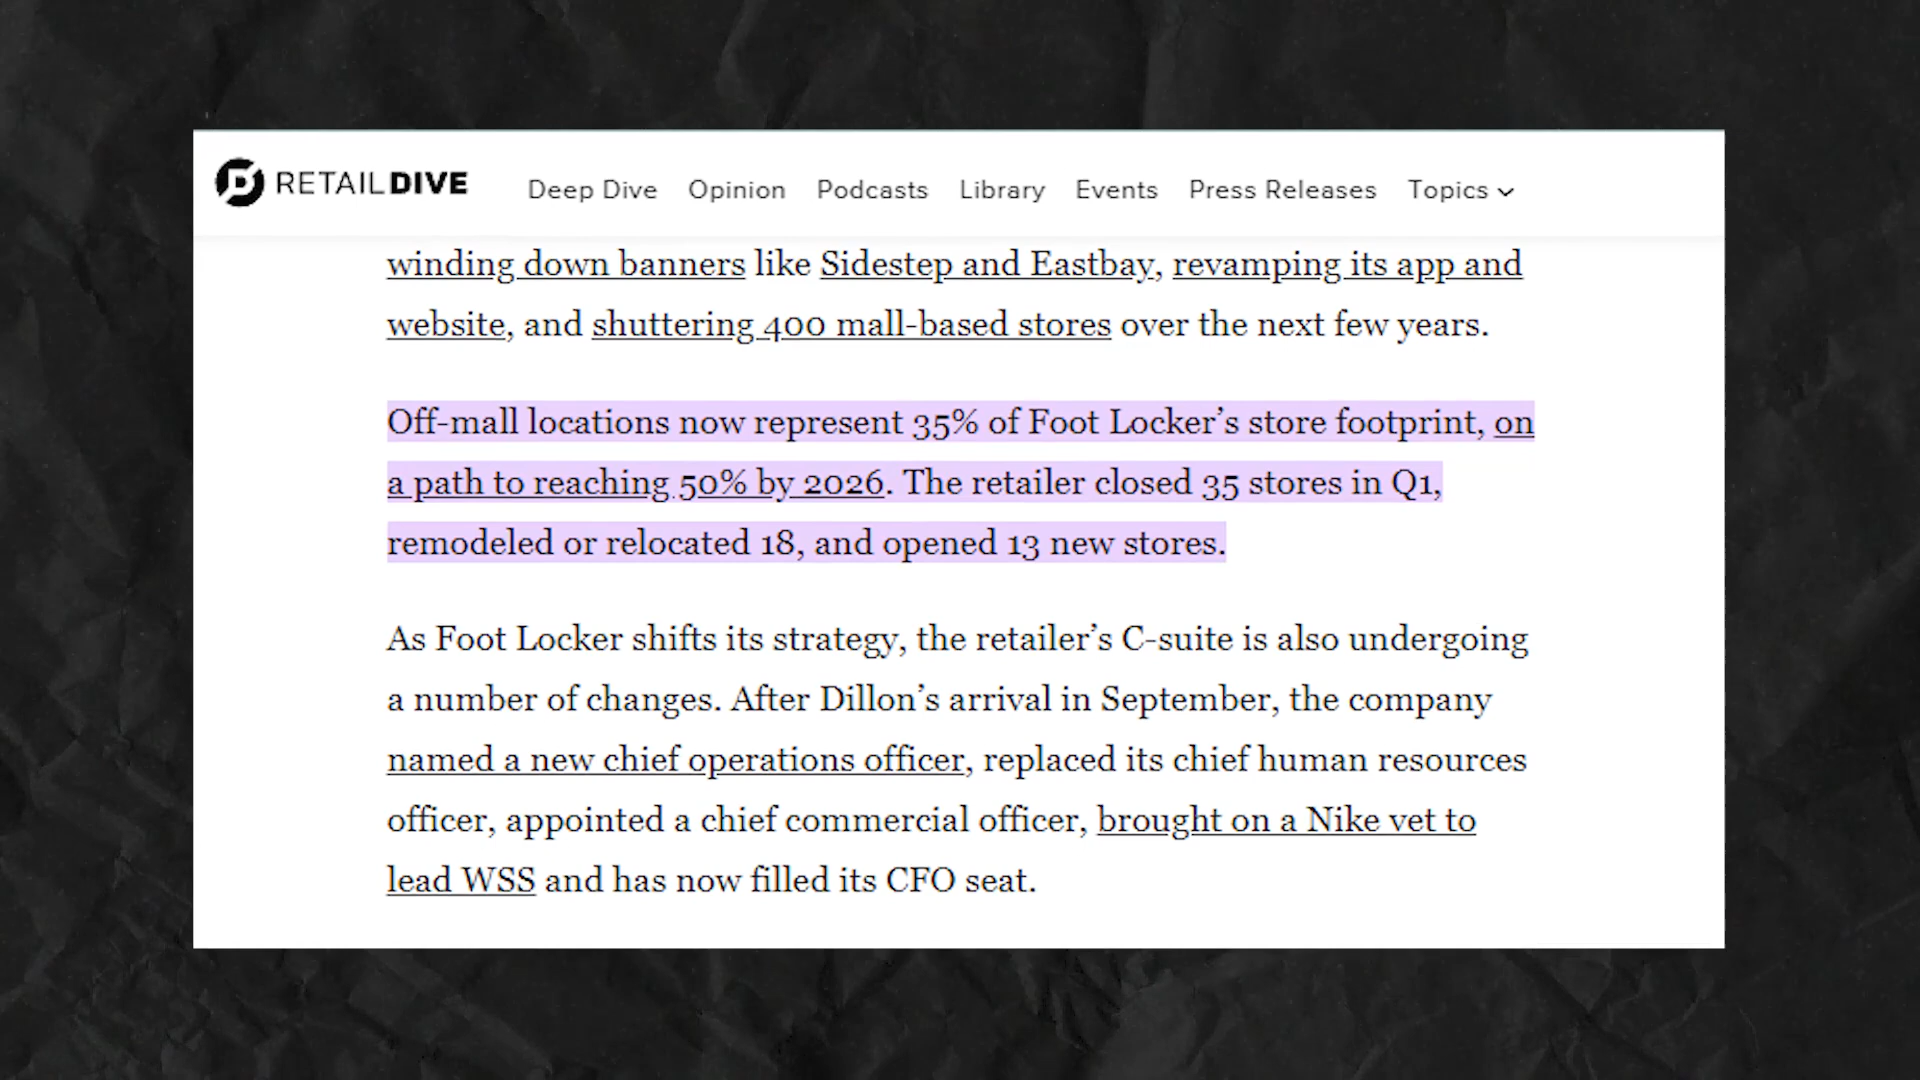 RETAILDIVE
Deep Dive Opinion Podcasts Library Events Press Releases Topics
winding down banners like Sidestep and Eastbay, revamping its app and
website, and shuttering 400 mall-based stores over the next few years.
Off-mall locations now represent 35% of Foot Locker’s store footprint, on
a path to reaching 50% by 2026. The retailer closed 35 stores in Q1,
remodeled or relocated 18, and opened 13 new stores.
As Foot Locker shifts its strategy, the retailer’s C-suite is also undergoing
a number of changes. After Dillon’s arrival in September, the company
named a new chief operations officer, replaced its chief human resources
officer, appointed a chief commercial officer, brought on a Nike vet to
lead WSS and has now filled its CFO seat.